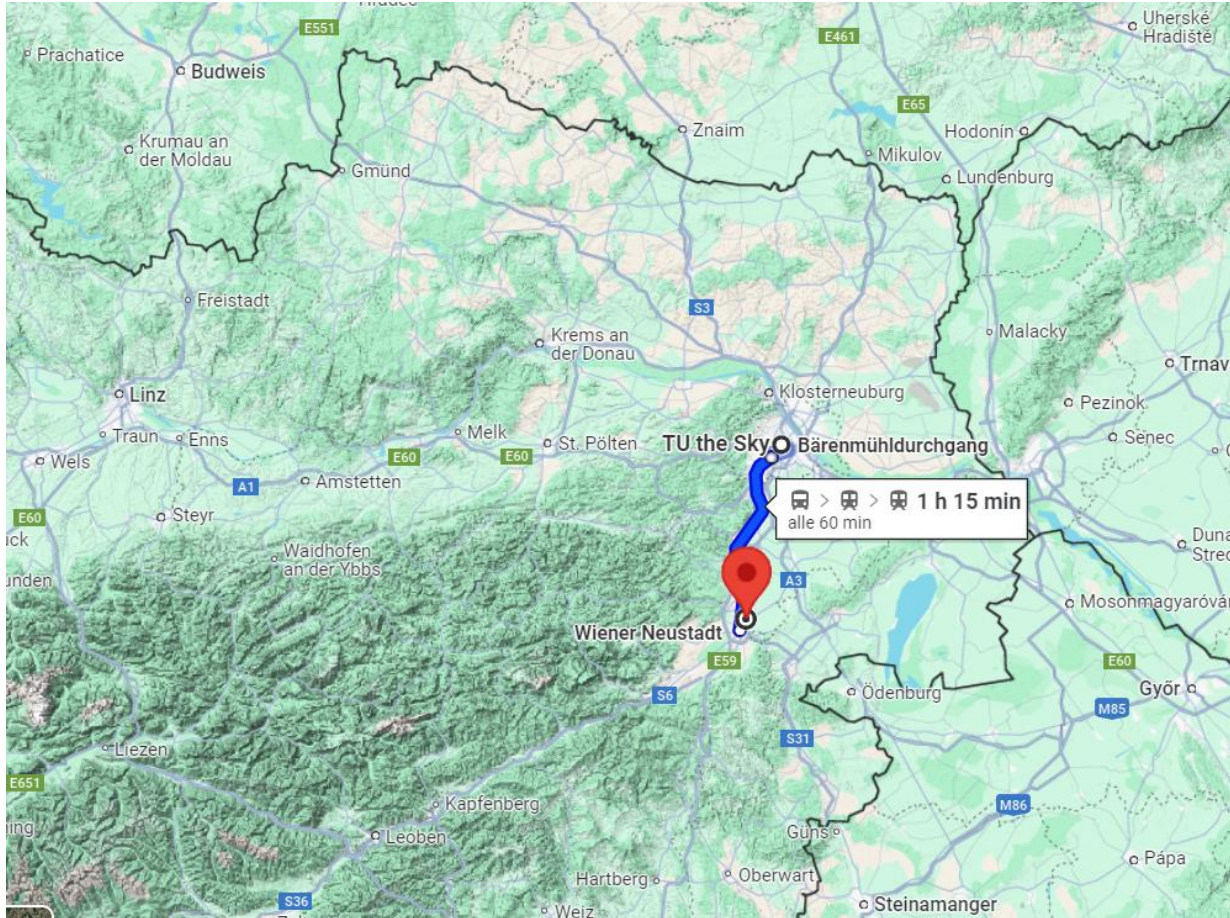 E551
Uherské
Hradiště
Prachatice
Budweis
E461
E65
Krumau an
der Moldau
Gmünd
Znaim
Hodonín
Mikulov
Lundenburg
Freistadt
S3
Malacky
Krems an
der Donau
Linz
Klosterneuburg
Trnav
Pezinok
Traun
Enns
Melk
St. Pölten
TU the Sky
Bärenmühldurchgang
Senec
Wels
E60
E60
A1
Amstetten
1 h 15 min
alle 60 min
E60
Steyr
Waidhofen
an der Ybbs
A3
Duna
Stred
unden
Mosonmagyaróvár
Wiener Neustadt
E59
E60
S6
Ödenburg
Győr
M85
S31
Liezen
E651
Kapfenberg
M86
Leoben
Güns
Pápa
Hartberg
Oberwart
S36
Weiz
Steinamanger